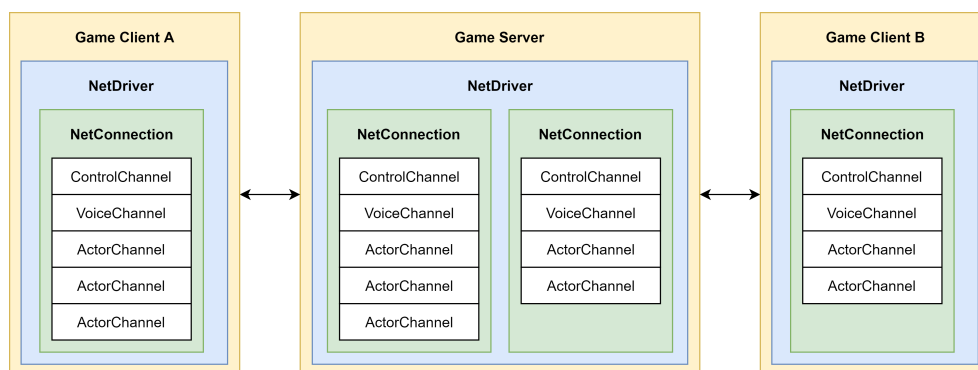 Game Client A
NetDriver
NetConnection
ControlChannel
VoiceChannel
ActorChannel
ActorChannel
ActorChannel
Game Server
NetDriver
NetConnection
ControlChannel
VoiceChannel
ActorChannel
ActorChannel
ActorChannel
NetConnection
ControlChannel
VoiceChannel
ActorChannel
ActorChannel
Game Client B
NetDriver
NetConnection
ControlChannel
VoiceChannel
ActorChannel
ActorChannel